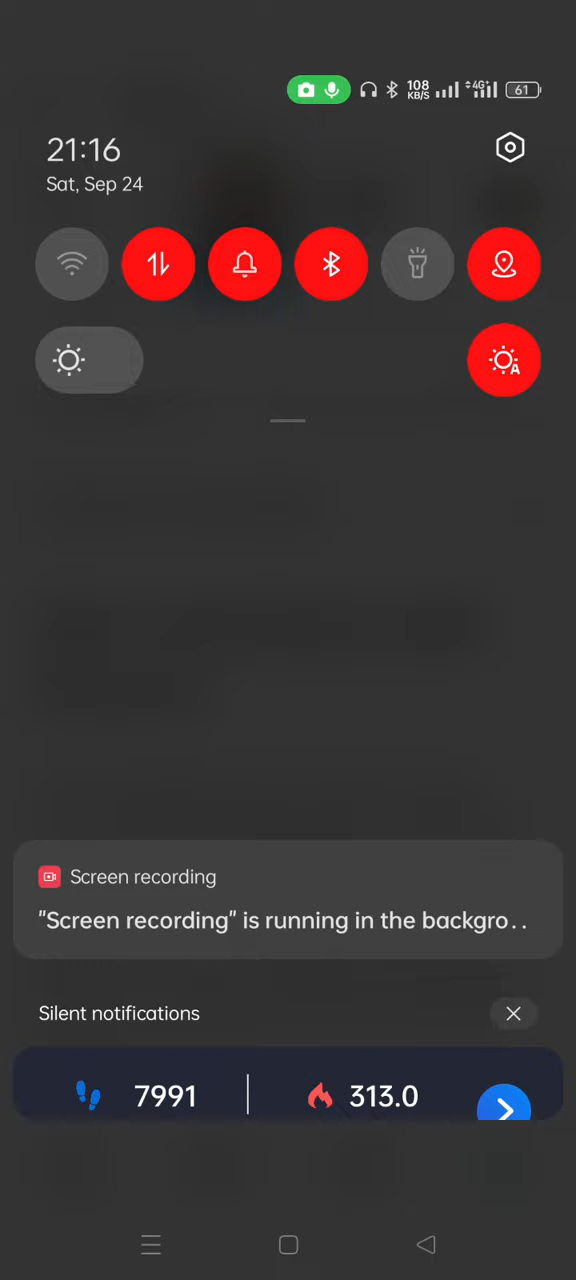 108
KB/S
4G+
61
21:16
Sat, Sep 24
A
Screen recording
"Screen recording" is running in the backgro..
Silent notifications
7991
313.0